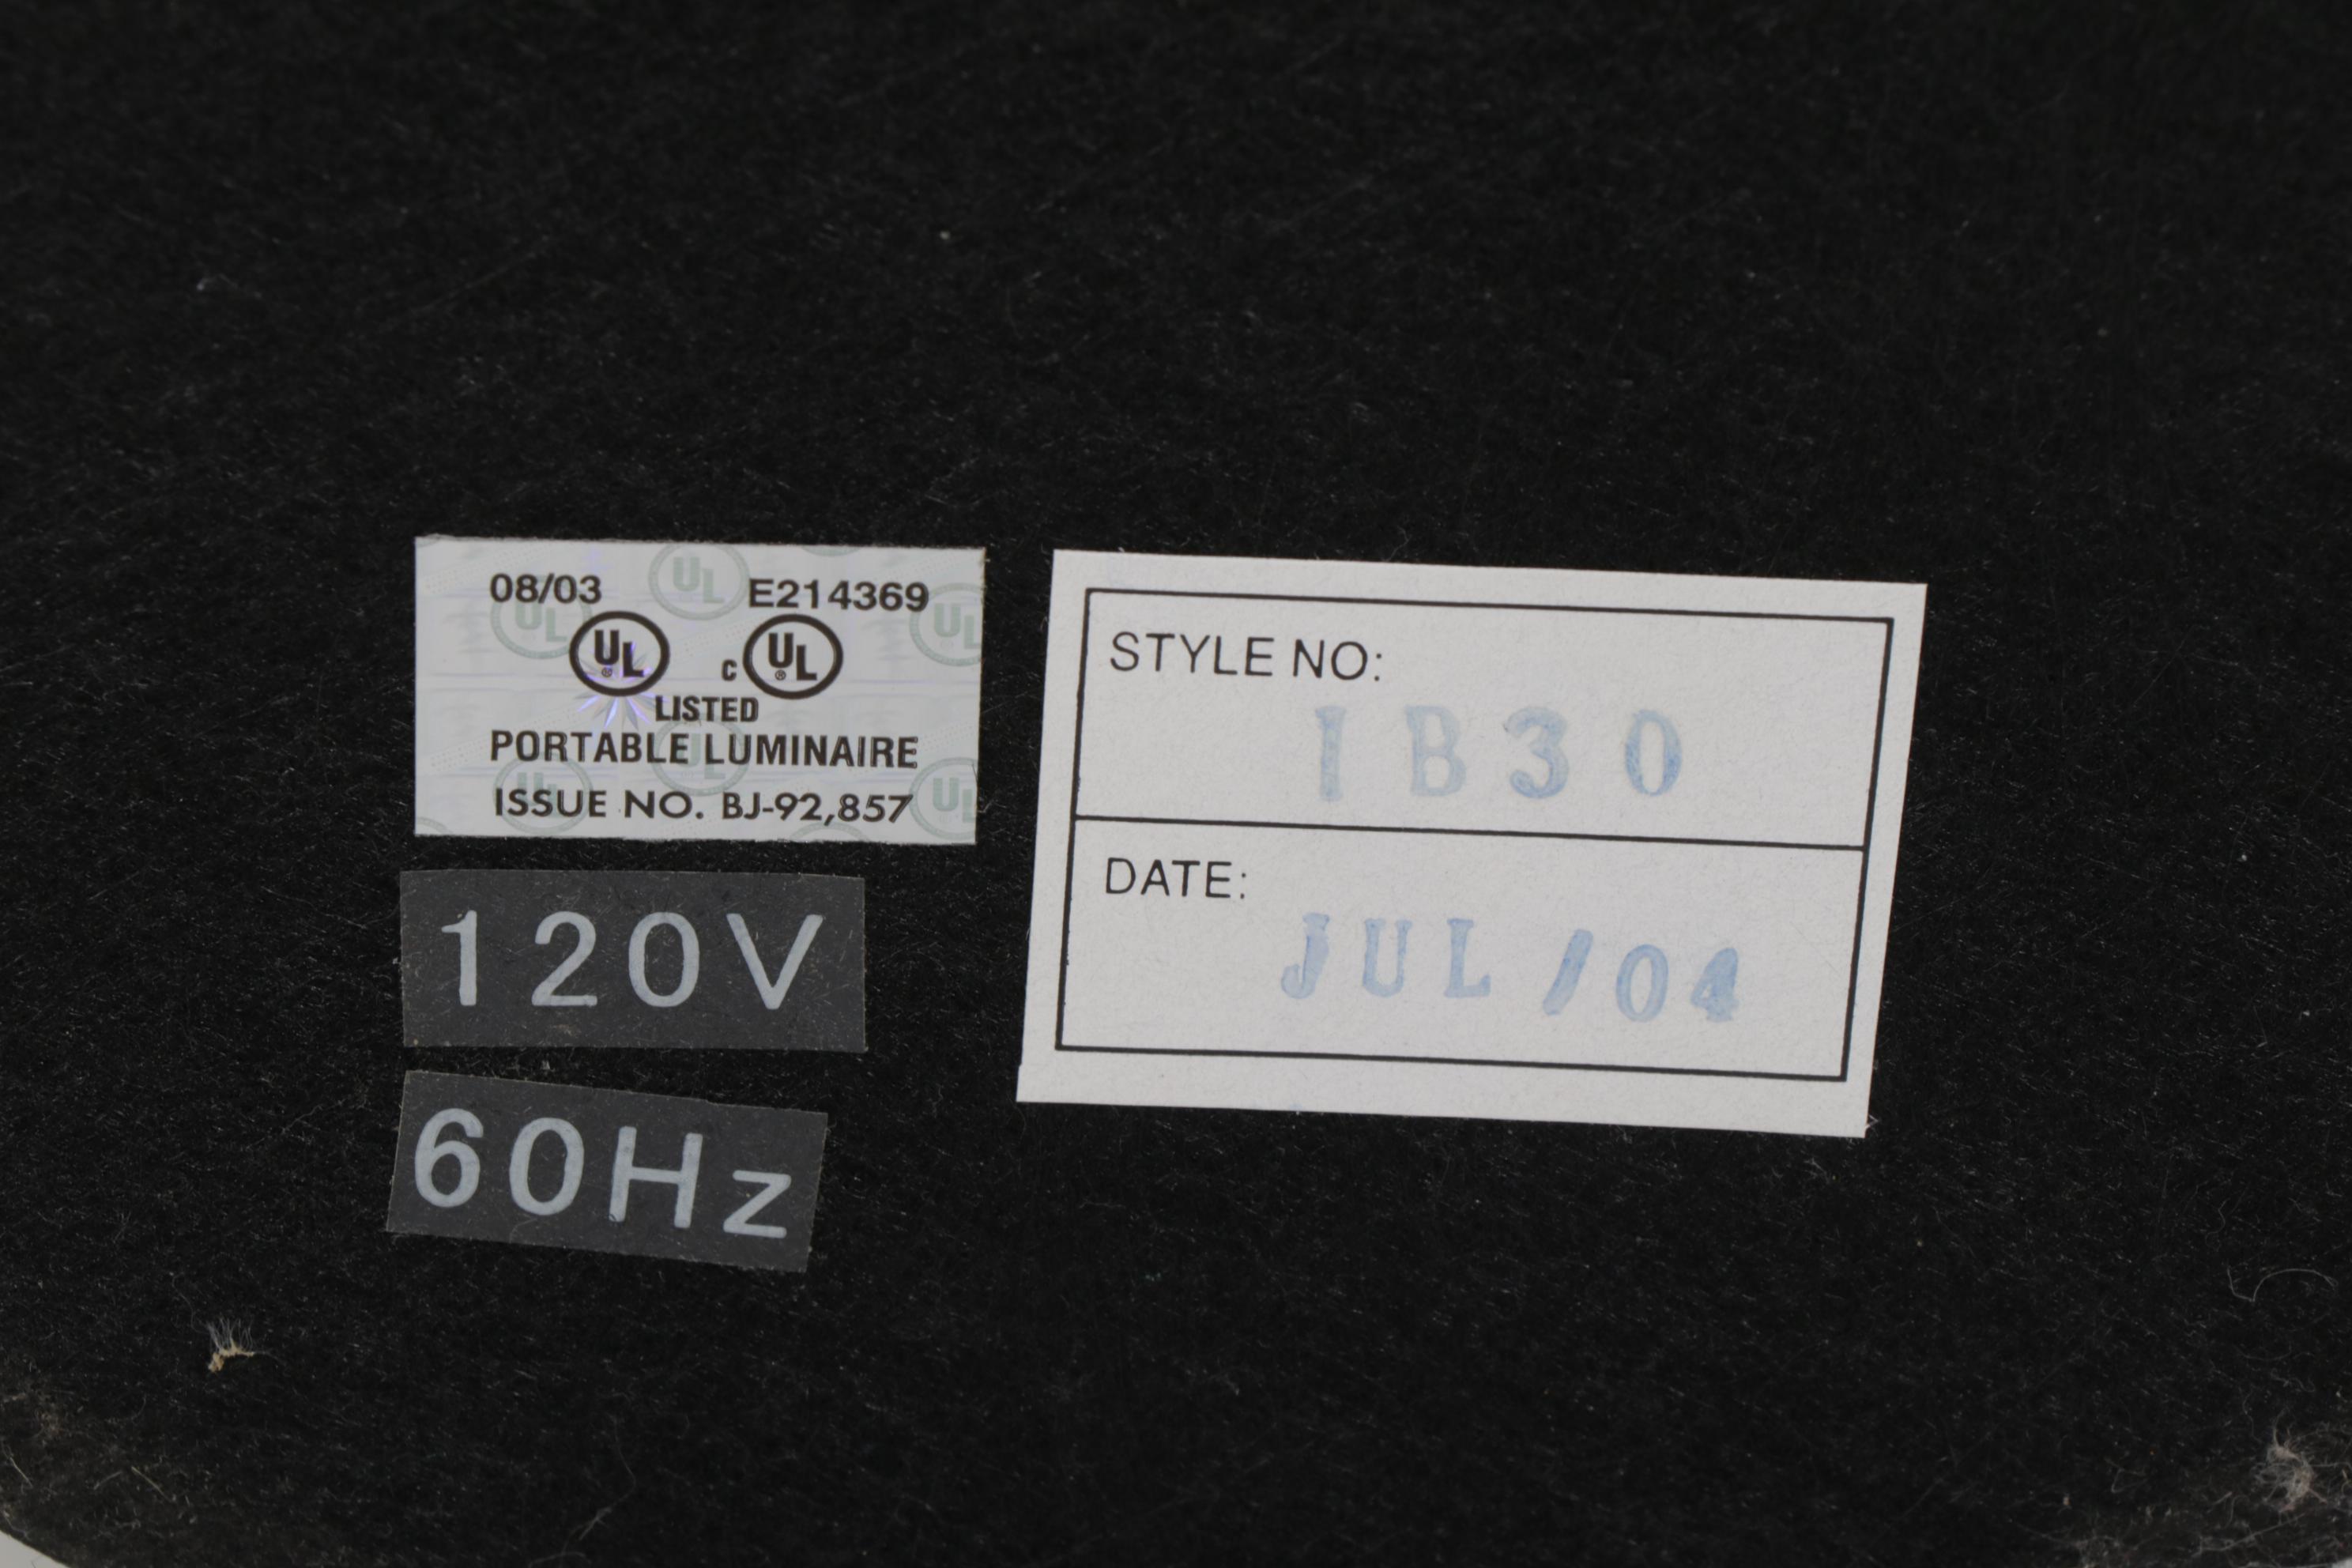 08/03 E214369
UL c UL
LISTED
PORTABLE LUMINAIRE
ISSUE NO. BJ-92,857
120V
60Hz
STYLE NO:
IB30
DATE:
JUL/04